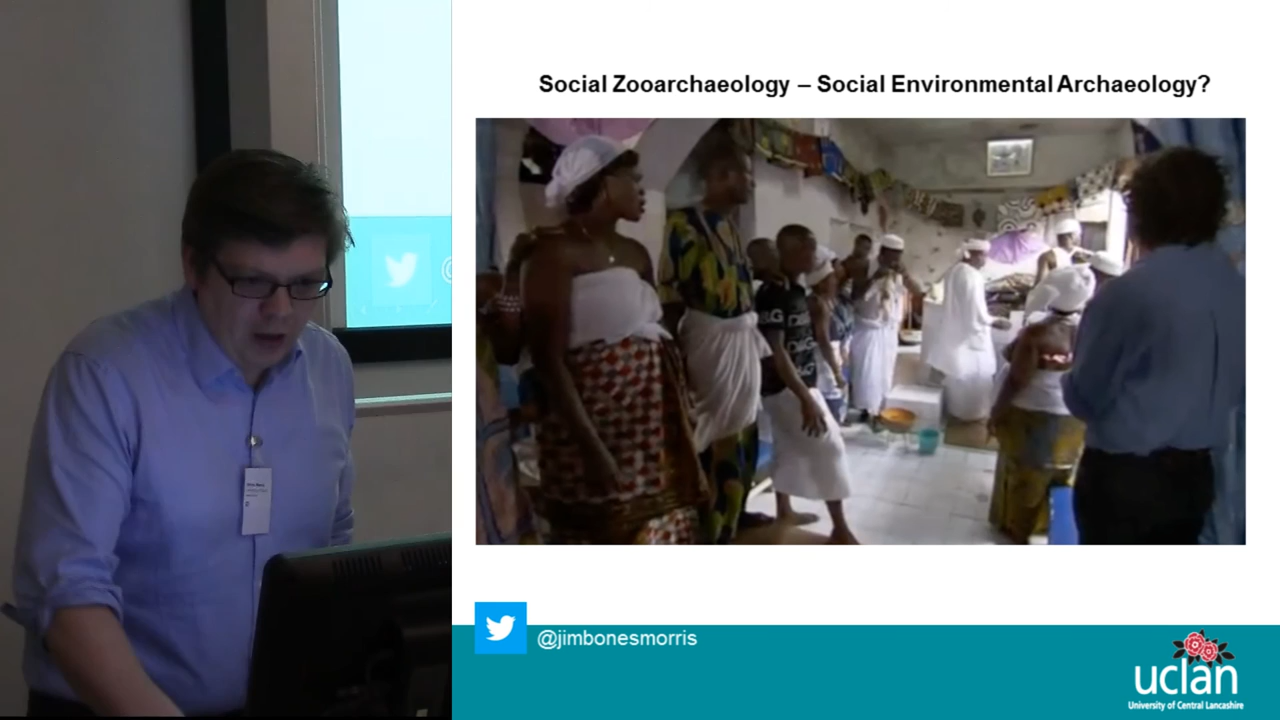 Social Zooarchaeology – Social Environmental Archaeology?
D&G
@jimbonesmorris
uclan
University of Central Lancashire